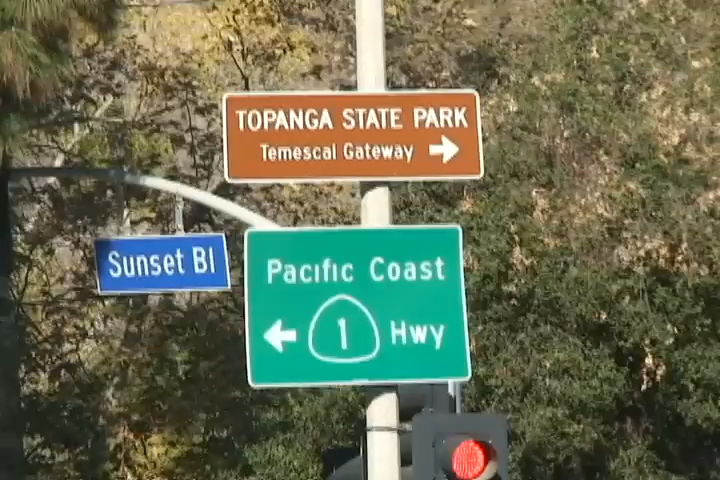 TOPANGA STATE PARK
Temescal Gateway
Sunset Bl
Pacific Coast
1 Hwy